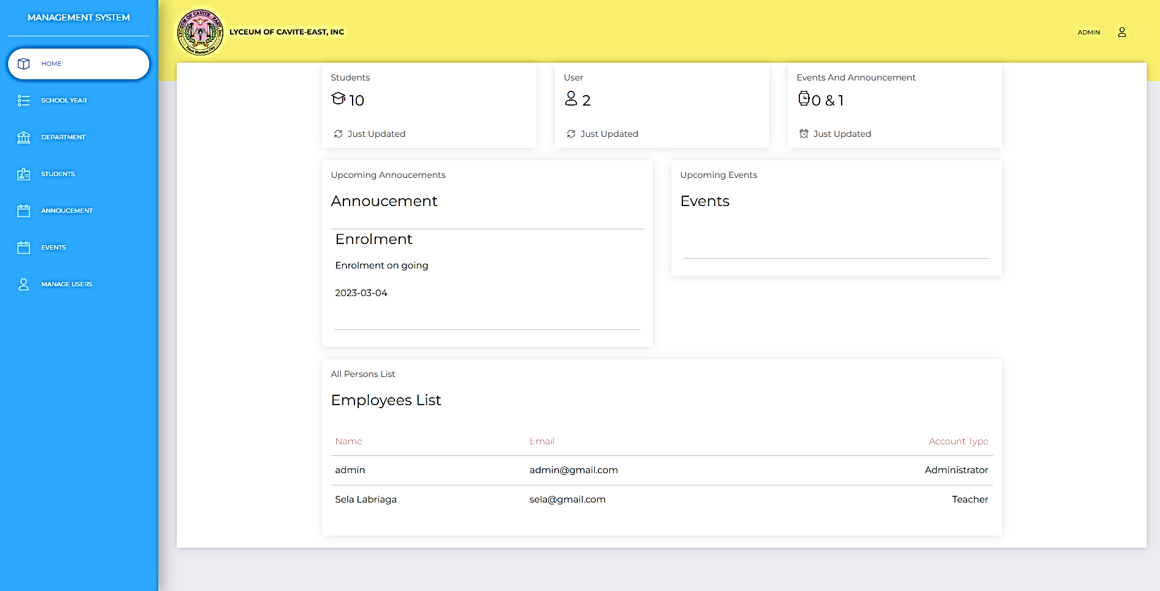 MANAGEMENT SYSTEM
HOME
SCHOOL YEAR
DEPARTMENT
STUDENTS
ANNOUCEMENT
EVENTS
MANAGE USERS
LYCEUM OF CAVITE-EAST, INC
ADMIN
Students
10
Just Updated
User
2
Just Updated
Events And Announcement
0 & 1
Just Updated
Upcoming Annoucements
Annoucement
Enrolment
Enrolment on going
2023-03-04
Upcoming Events
Events
All Persons List
Employees List
Name Email Account Type
admin admin@gmail.com Administrator
Sela Labriaga sela@gmail.com Teacher